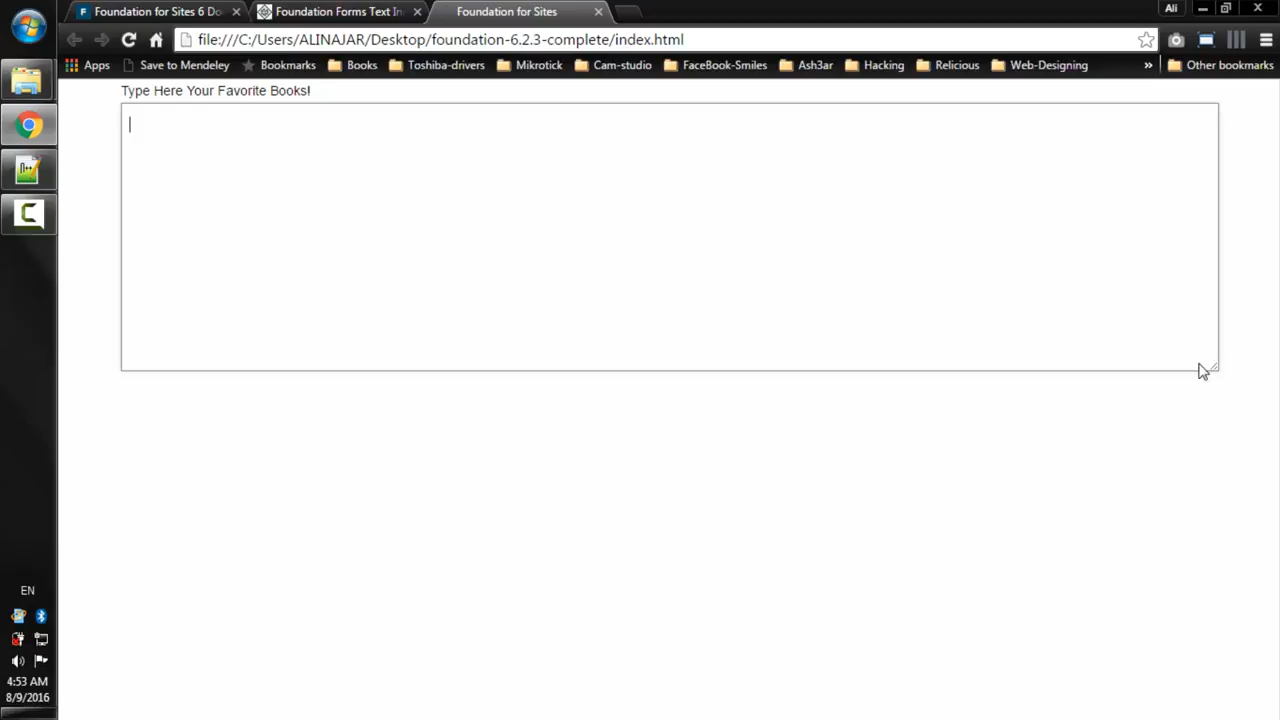 Foundation for Sites 6 Do
Foundation Forms Text In
Foundation for Sites
Ali
file:///C:/Users/ALINAJAR/Desktop/foundation-6.2.3-complete/index.html
Apps Save to Mendeley Bookmarks Books Toshiba-drivers Mikrotick Cam-studio FaceBook-Smiles Ash3ar Hacking Relicious Web-Designing » Other bookmarks
Type Here Your Favorite Books!
EN
4:53 AM
8/9/2016